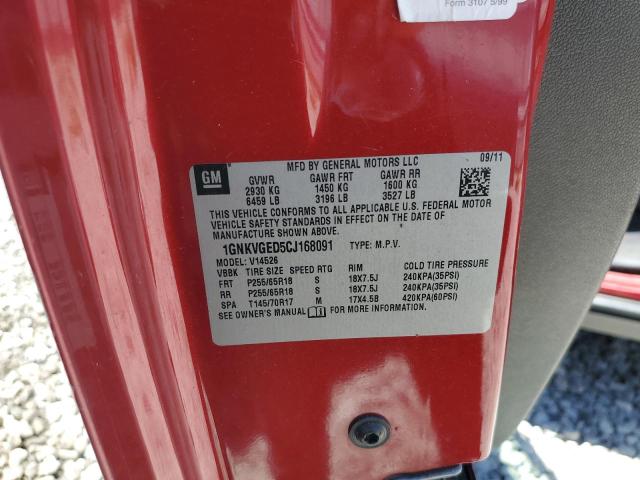 Form 3107 5/99
GM
MFD BY GENERAL MOTORS LLC 09/11
GVWR GAWR FRT GAWR RR
2930 KG 1450 KG 1600 KG
6459 LB 3196 LB 3527 LB
THIS VEHICLE CONFORMS TO ALL APPLICABLE U.S. FEDERAL MOTOR
VEHICLE SAFETY STANDARDS IN EFFECT ON THE DATE OF
MANUFACTURE SHOWN ABOVE.
1GNKVGED5CJ168091 TYPE: M.P.V.
MODEL: V14526
VBBK TIRE SIZE SPEED RTG RIM COLD TIRE PRESSURE
FRT P255/65R18 S 18X7.5J 240KPA(35PSI)
RR P255/65R18 S 18X7.5J 240KPA(35PSI)
SPA T145/70R17 M 17X4.5B 420KPA(60PSI)
SEE OWNER'S MANUAL FOR MORE INFORMATION.